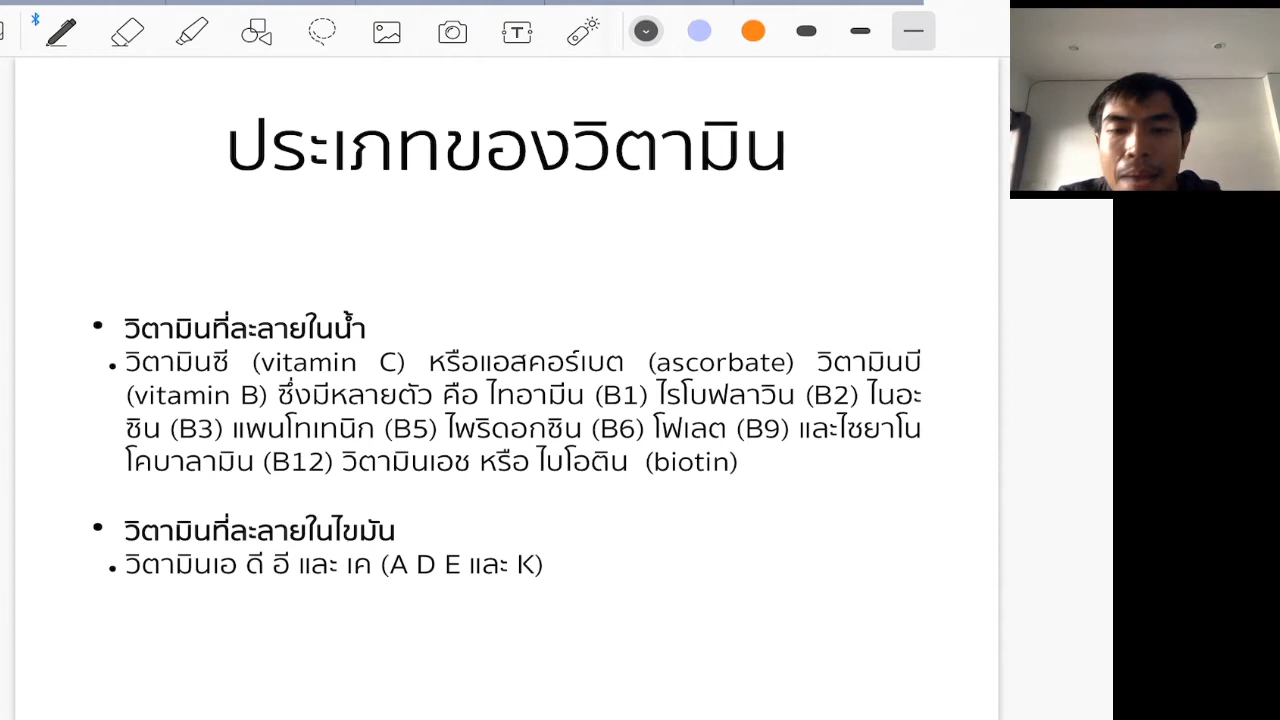 ประเภทของวิตามิน
• วิตามินที่ละลายในน้ำ
• วิตามินซี (vitamin C) หรือแอสคอร์เบต (ascorbate) วิตามินบี
(vitamin B) ซึ่งมีหลายตัว คือ ไทอามีน (B1) ไรโบฟลาวิน (B2) ไนอะ
ซิน (B3) แพนโทเทนิก (B5) ไพริดอกซิน (B6) โฟเลต (B9) และไซยาโน
โคบาลามิน (B12) วิตามินเอช หรือ ไบโอติน (biotin)
• วิตามินที่ละลายในไขมัน
• วิตามินเอ ดี อี และ เค (A D E และ K)